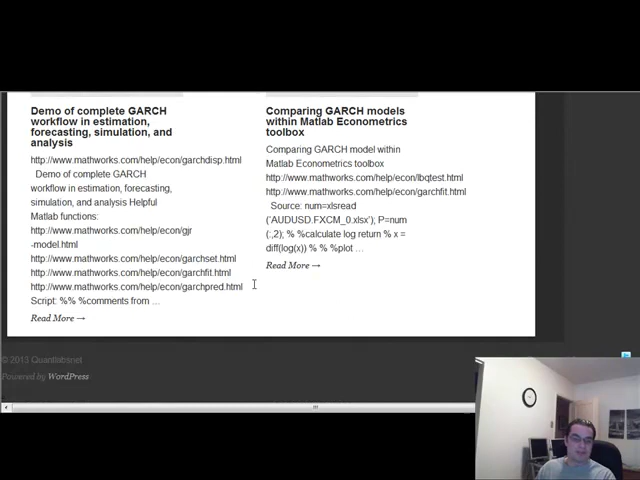 Demo of complete GARCH
workflow in estimation,
forecasting, simulation, and
analysis
http://www.mathworks.com/help/econ/garchdisp.html
Demo of complete GARCH
workflow in estimation, forecasting,
simulation, and analysis Helpful
Matlab functions:
http://www.mathworks.com/help/econ/gjr
-model.html
http://www.mathworks.com/help/econ/garchset.html
http://www.mathworks.com/help/econ/garchfit.html
http://www.mathworks.com/help/econ/garchpred.html
Script: %% %comments from ...
Read More →
Comparing GARCH models
within Matlab Econometrics
toolbox
Comparing GARCH model within
Matlab Econometrics toolbox
http://www.mathworks.com/help/econ/lbqtest.html
http://www.mathworks.com/help/econ/garchfit.html
Source: num=xlsread
('AUDUSD.FXCM_0.xlsx'); P=num
(:,2); % %calculate log return % x =
diff(log(x)) % % %plot ...
Read More →
© 2013 Quantlabsnet
Powered by WordPress